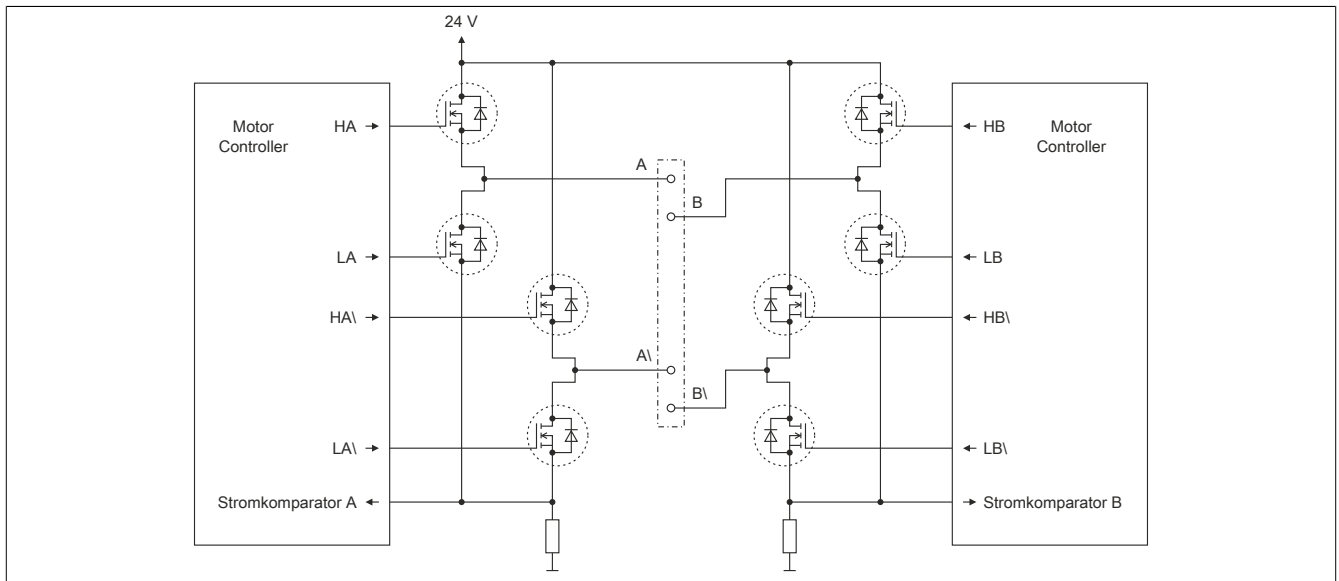 24 V
Motor
Controller
HA
LA
HA\
LA\
Stromkomparator A
A
B
A\
B\
Motor
Controller
HB
LB
HB\
LB\
Stromkomparator B